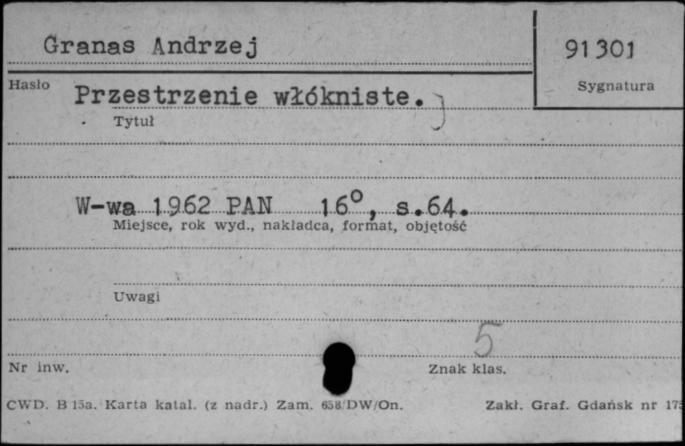 Granas Andrzej
91301
Hasło
Sygnatura
Przestrzenie włókniste.
Tytuł
W-wa 1962 PAN 16°, s.64.
Miejsce, rok wyd., nakładca, format, objętość
Uwagi
5
Nr inw.
Znak klas.
CWD. B 15a. Karta katal. (z nadr.) Zam. 658/DW/On.
Zakł. Graf. Gdańsk nr